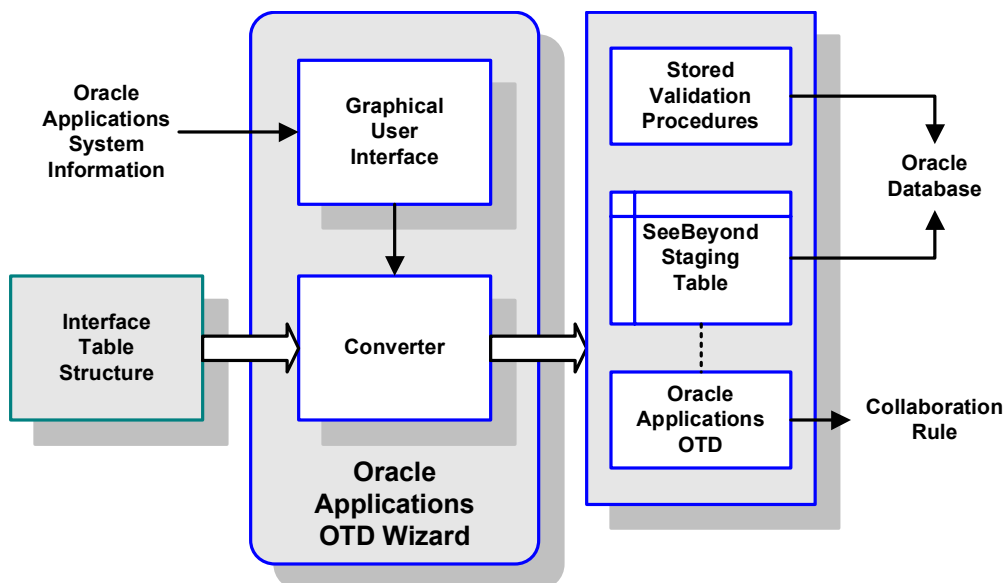 Oracle
Applications
System
Information
Graphical
User
Interface
Interface
Table
Structure
Converter
Oracle
Applications
OTD Wizard
Stored
Validation
Procedures
SeeBeyond
Staging
Table
Oracle
Applications
OTD
Oracle
Database
Collaboration
Rule